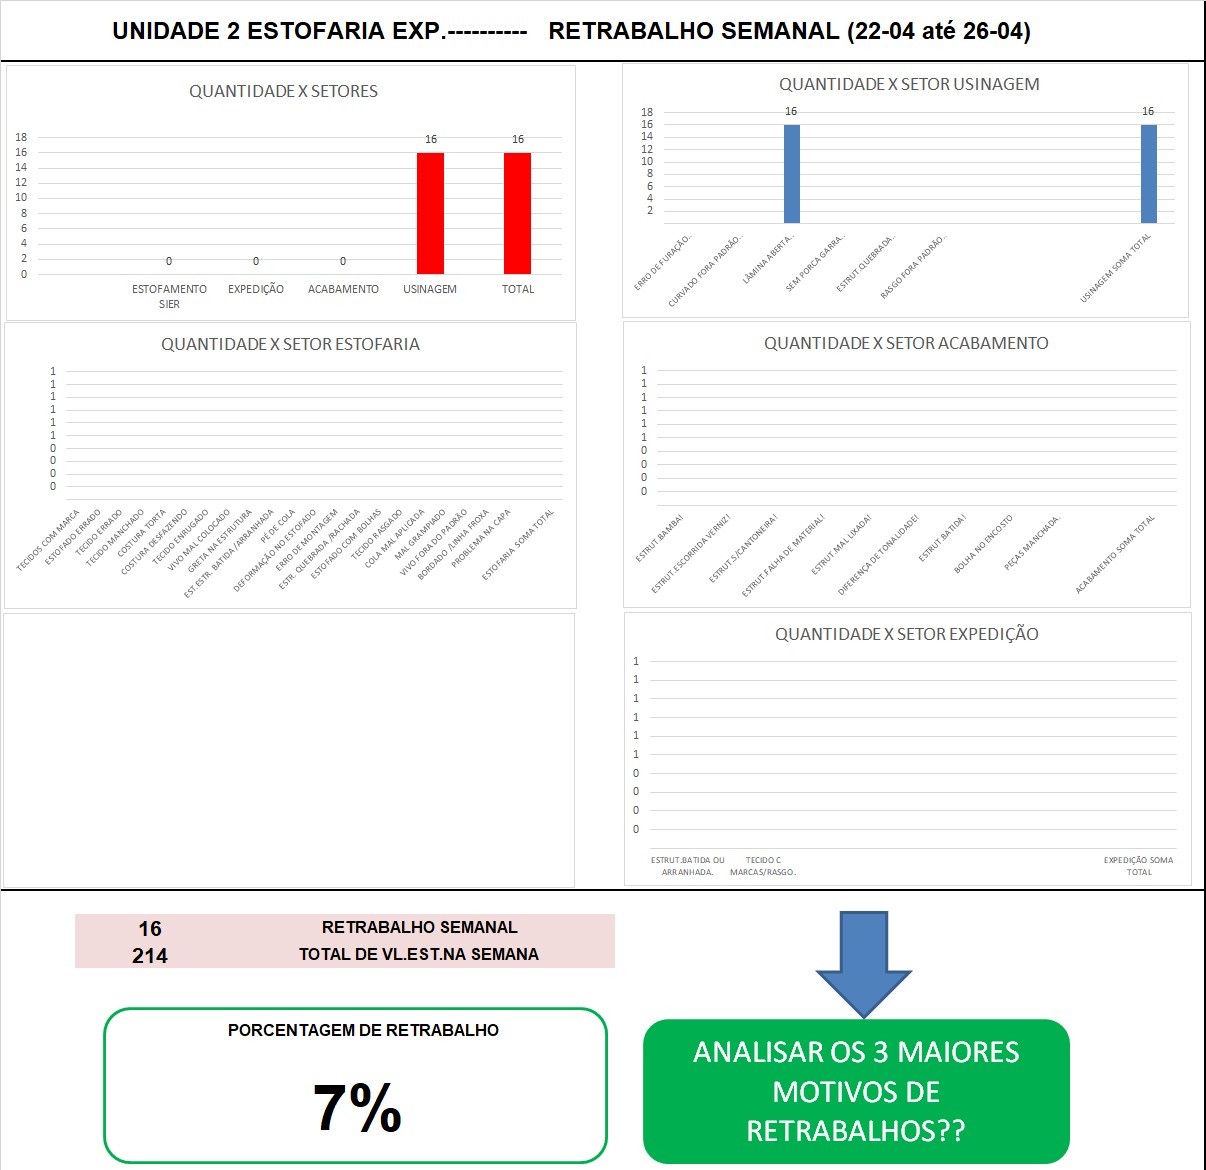 UNIDADE 2 ESTOFARIA EXP.---------- RETRABALHO SEMANAL (22-04 até 26-04)
QUANTIDADE X SETORES
18
16
14
12
10
8
6
4
2
0
0
0
0
16
16
ESTOFAMENTO
SIER
EXPEDIÇÃO
ACABAMENTO
USINAGEM
TOTAL
QUANTIDADE X SETOR USINAGEM
18
16
14
12
10
8
6
4
2
16
16
ERRO DE FURAÇÃO..
CURVADO FORA PADRÃO..
LÂMINA ABERTA..
SEM PORCA GARRA..
ESTRUT.QUEBRADA..
RASGO FORA PADRÃO..
USINAGEM SOMA TOTAL
QUANTIDADE X SETOR ESTOFARIA
1
1
1
1
1
1
0
0
0
0
TECIDOS COM MARCA
ESTOFADO ERRADO
TECIDO ERRADO
TECIDO MANCHADO
COSTURA TORTA
COSTURA DESFAZENDO
TECIDO ENRUGADO
VIVO MAL COLOCADO
GRETA NA ESTRUTURA
EST.ESTR. BATIDA /ARRANHADA
PÉ DE COLA
DEFORMAÇÃO NO ESTOFADO
ERRO DE MONTAGEM
ESTR. QUEBRADA /RACHADA
ESTOFADO COM BOLHAS
TECIDO RASGADO
COLA MAL APLICADA
MAL GRAMPIADO
VIVO FORA DO PADRÃO
BORDADO /LINHA FROXA
PROBLEMA NA CAPA
ESTOFARIA SOMA TOTAL
QUANTIDADE X SETOR ACABAMENTO
1
1
1
1
1
1
0
0
0
0
ESTRUT.BAMBA!
ESTRUT.ESCORRIDA VERNIZ!
ESTRUT.S/CANTONEIRA!
ESTRUT.FALHA DE MATERIAL!
ESTRUT.MAL LIXADA!
DIFERENÇA DE TONALIDADE!
ESTRUT.BATIDA!
BOLHA NO ENCOSTO
PEÇAS MANCHADA.
ACABAMENTO SOMA TOTAL
QUANTIDADE X SETOR EXPEDIÇÃO
1
1
1
1
1
1
0
0
0
0
ESTRUT.BATIDA OU
ARRANHADA.
TECIDO C
MARCAS/RASGO.
EXPEDIÇÃO SOMA
TOTAL
16 RETRABALHO SEMANAL
214 TOTAL DE VL.EST.NA SEMANA
PORCENTAGEM DE RETRABALHO
7%
ANALISAR OS 3 MAIORES
MOTIVOS DE
RETRABALHOS??